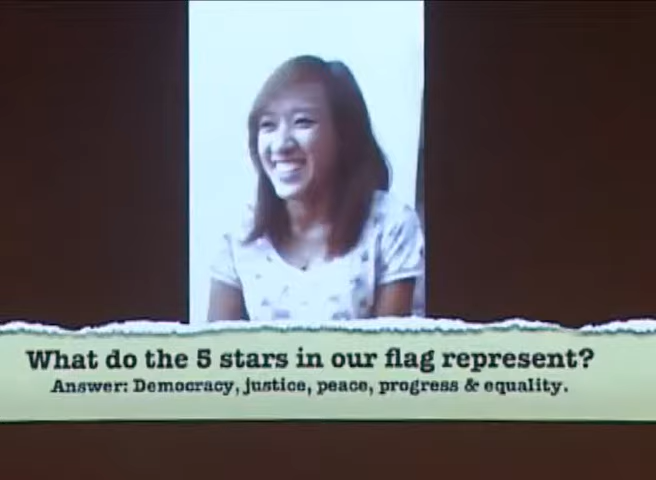 What do the 5 stars in our flag represent?
Answer: Democracy, justice, peace, progress & equality.